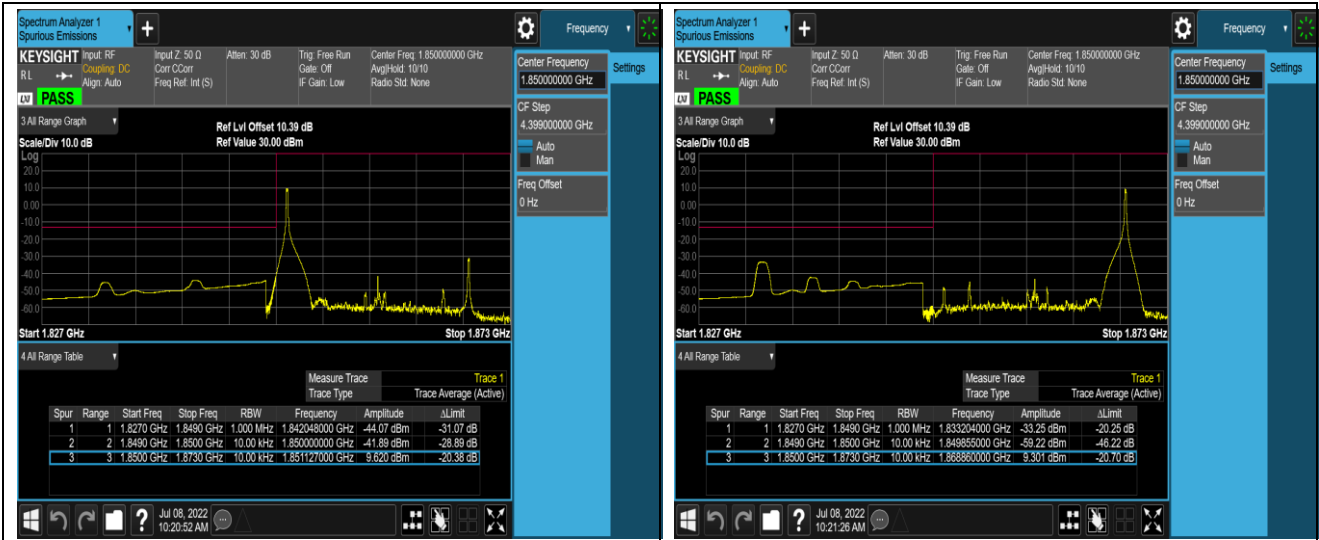 Spectrum Analyzer 1
Spurious Emissions
+
Frequency
KEYSIGHT Input: RF Input Z: 50 Ω Atten: 30 dB Trig: Free Run Center Freq: 1.850000000 GHz
Coupling: DC Corr CCorr Gate: Off Avg|Hold: 10/10
RL Align: Auto Freq Ref: Int (S) IF Gain: Low Radio Std: None
LXI PASS
3 All Range Graph
Ref Lvl Offset 10.39 dB
Scale/Div 10.0 dB Ref Value 30.00 dBm
Log
20.0
10.0
0.00
-10.0
-20.0
-30.0
-40.0
-50.0
-60.0
Start 1.827 GHz Stop 1.873 GHz
4 All Range Table
Measure Trace Trace 1
Trace Type Trace Average (Active)
Spur Range Start Freq Stop Freq RBW Frequency Amplitude ΔLimit
1 1 1.8270 GHz 1.8490 GHz 1.000 MHz 1.842048000 GHz -44.07 dBm -31.07 dB
2 2 1.8490 GHz 1.8500 GHz 10.00 kHz 1.850000000 GHz -41.89 dBm -28.89 dB
3 3 1.8500 GHz 1.8730 GHz 10.00 kHz 1.851127000 GHz 9.620 dBm -20.38 dB
?
Jul 08, 2022
10:20:52 AM
Center Frequency
1.850000000 GHz
Settings
CF Step
4.399000000 GHz
Auto
Man
Freq Offset
0 Hz
Spectrum Analyzer 1
Spurious Emissions
+
Frequency
KEYSIGHT Input: RF Input Z: 50 Ω Atten: 30 dB Trig: Free Run Center Freq: 1.850000000 GHz
Coupling: DC Corr CCorr Gate: Off Avg|Hold: 10/10
RL Align: Auto Freq Ref: Int (S) IF Gain: Low Radio Std: None
LXI PASS
3 All Range Graph
Ref Lvl Offset 10.39 dB
Scale/Div 10.0 dB Ref Value 30.00 dBm
Log
20.0
10.0
0.00
-10.0
-20.0
-30.0
-40.0
-50.0
-60.0
Start 1.827 GHz Stop 1.873 GHz
4 All Range Table
Measure Trace Trace 1
Trace Type Trace Average (Active)
Spur Range Start Freq Stop Freq RBW Frequency Amplitude ΔLimit
1 1 1.8270 GHz 1.8490 GHz 1.000 MHz 1.833204000 GHz -33.25 dBm -20.25 dB
2 2 1.8490 GHz 1.8500 GHz 10.00 kHz 1.849855000 GHz -59.22 dBm -46.22 dB
3 3 1.8500 GHz 1.8730 GHz 10.00 kHz 1.868860000 GHz 9.301 dBm -20.70 dB
?
Jul 08, 2022
10:21:26 AM
Center Frequency
1.850000000 GHz
Settings
CF Step
4.399000000 GHz
Auto
Man
Freq Offset
0 Hz